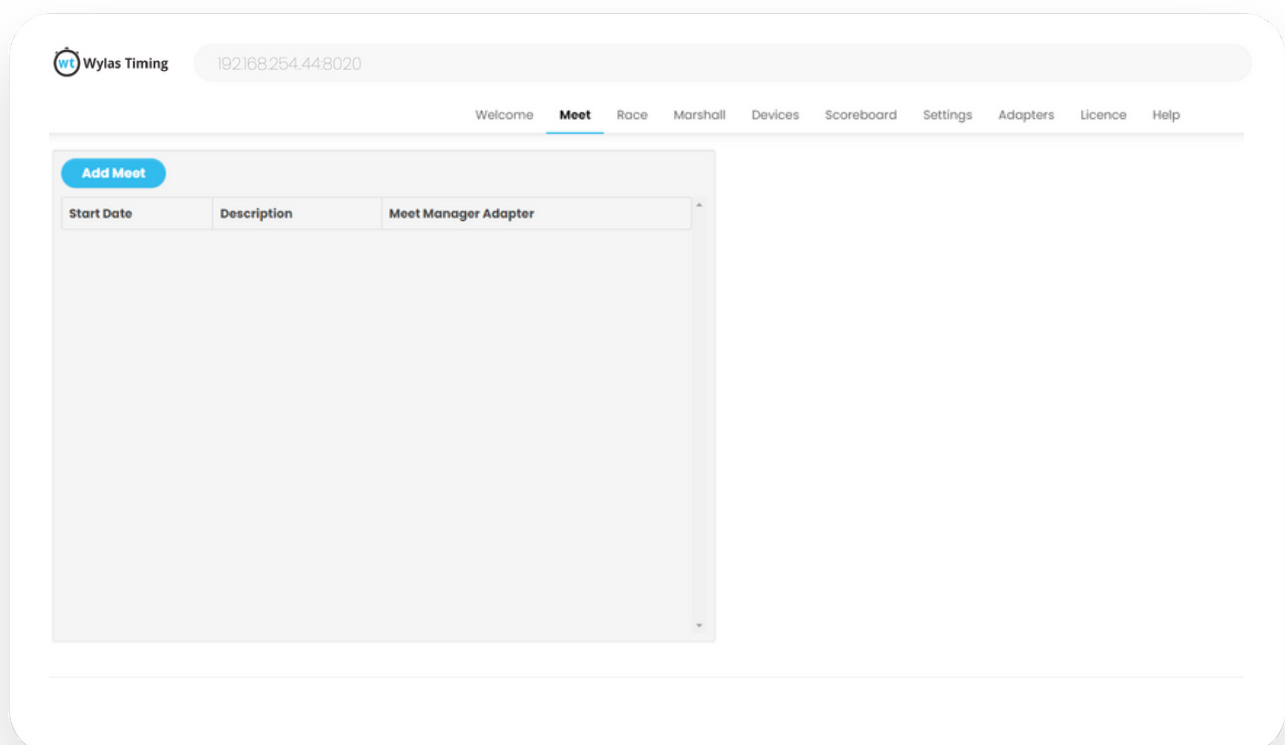 wt Wylas Timing 192.168.254.44:8020
Welcome Meet Race Marshall Devices Scoreboard Settings Adapters Licence Help
Add Meet
Start Date Description Meet Manager Adapter